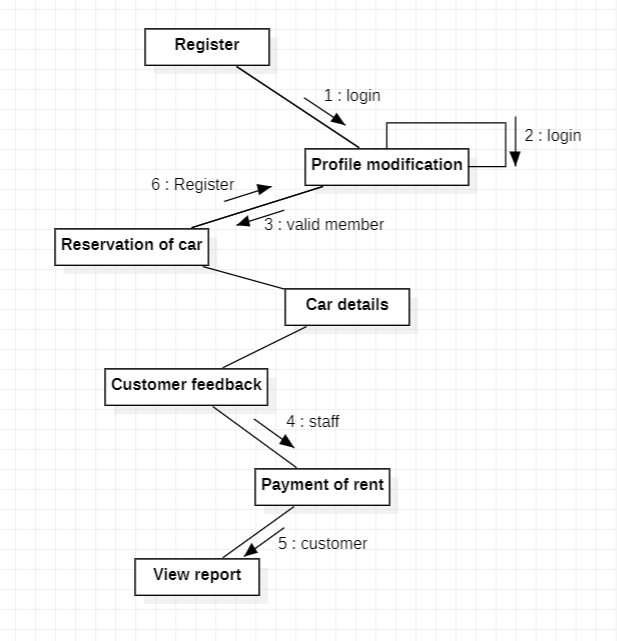 Register
1 : login
2 : login
Profile modification
6 : Register
3 : valid member
Reservation of car
Car details
Customer feedback
4 : staff
Payment of rent
5 : customer
View report